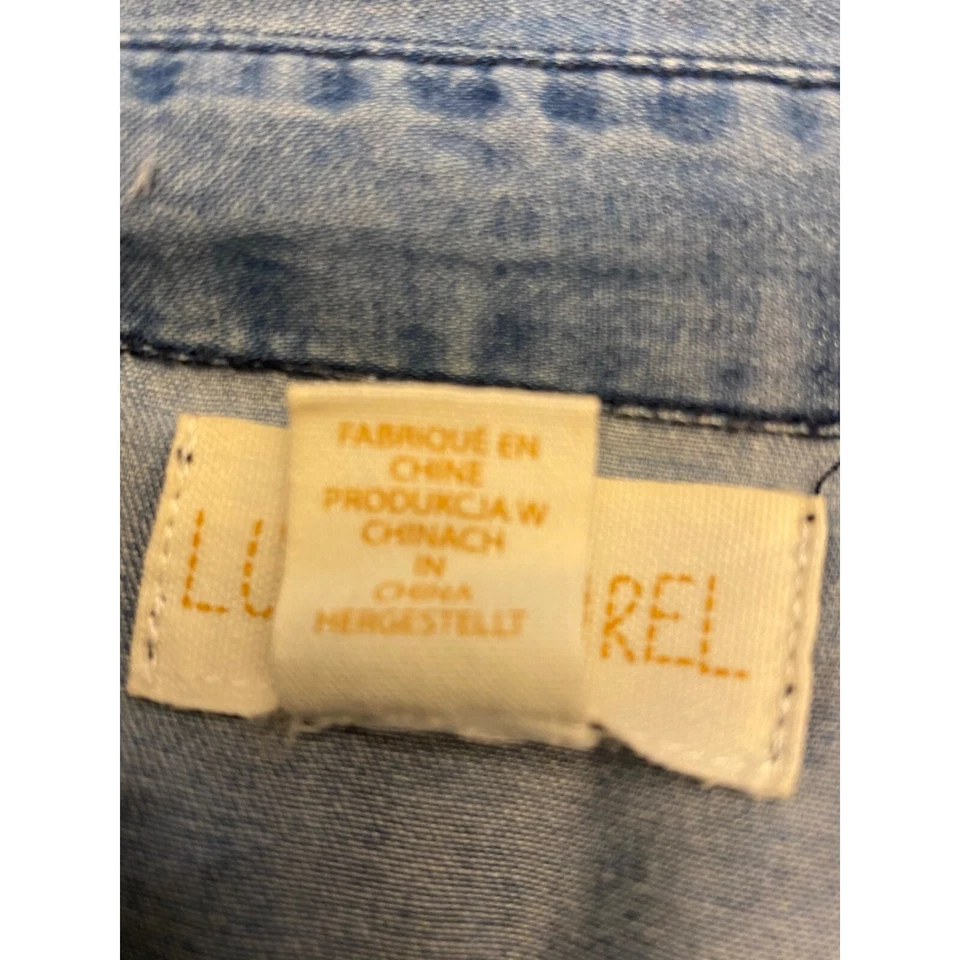 FABRIQUÉ EN
CHINE
PRODUKCJA W
CHINACH
IN
CHINA
HERGESTELLT